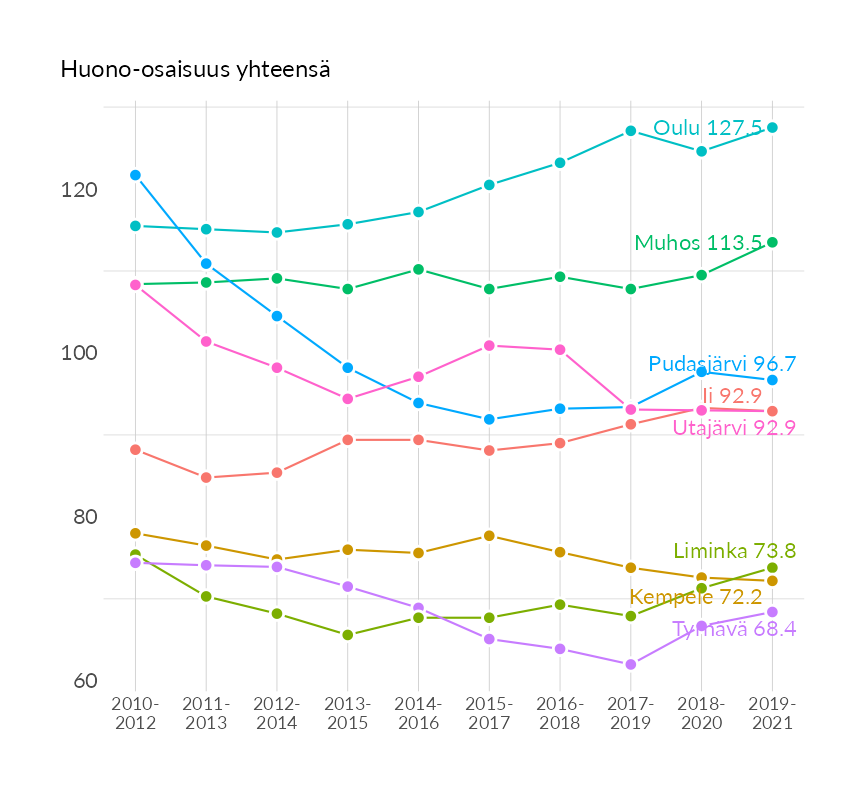 Huono-osaisuus yhteensä
Oulu 127.5
120
Muhos 113.5
100
Pudasjärvi 96.7
Ii 92.9
Utajärvi 92.9
80
Liminka 73.8
Kempele 72.2
Tyrnävä 68.4
60
2010-2012
2011-2013
2012-2014
2013-2015
2014-2016
2015-2017
2016-2018
2017-2019
2018-2020
2019-2021